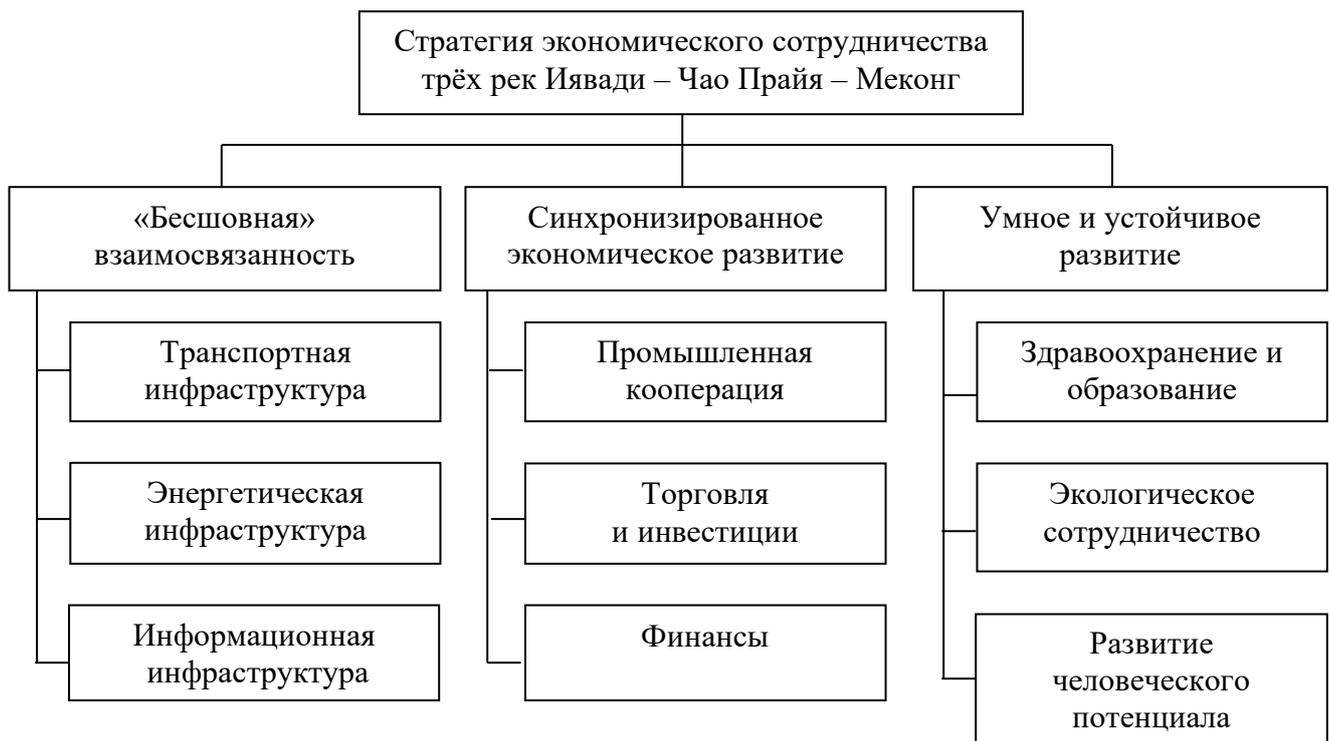 Стратегия экономического сотрудничества
трёх рек Иявади – Чао Прайя – Меконг
«Бесшовная»
взаимосвязанность
Транспортная
инфраструктура
Энергетическая
инфраструктура
Информационная
инфраструктура
Синхронизированное
экономическое развитие
Промышленная
кооперация
Торговля
и инвестиции
Финансы
Умное и устойчивое
развитие
Здравоохранение и
образование
Экологическое
сотрудничество
Развитие
человеческого
потенциала